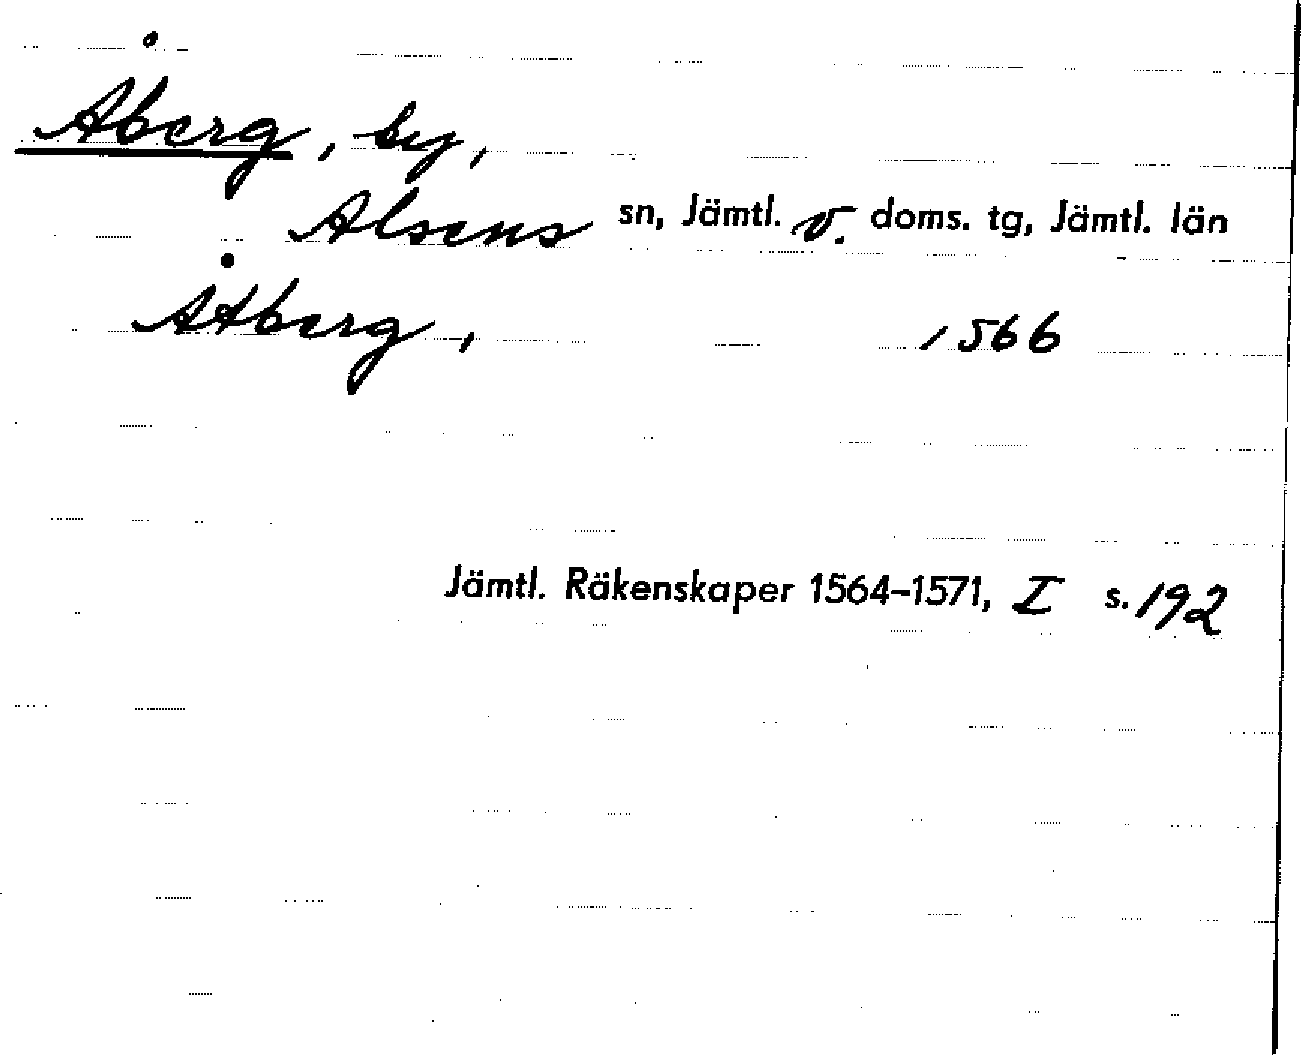 Åberg, by,
Alsens sn, Jämtl. v. doms. tg, Jämtl. län
Åtberg, 1566
Jämtl. Räkenskaper 1564-1571, I s. 192